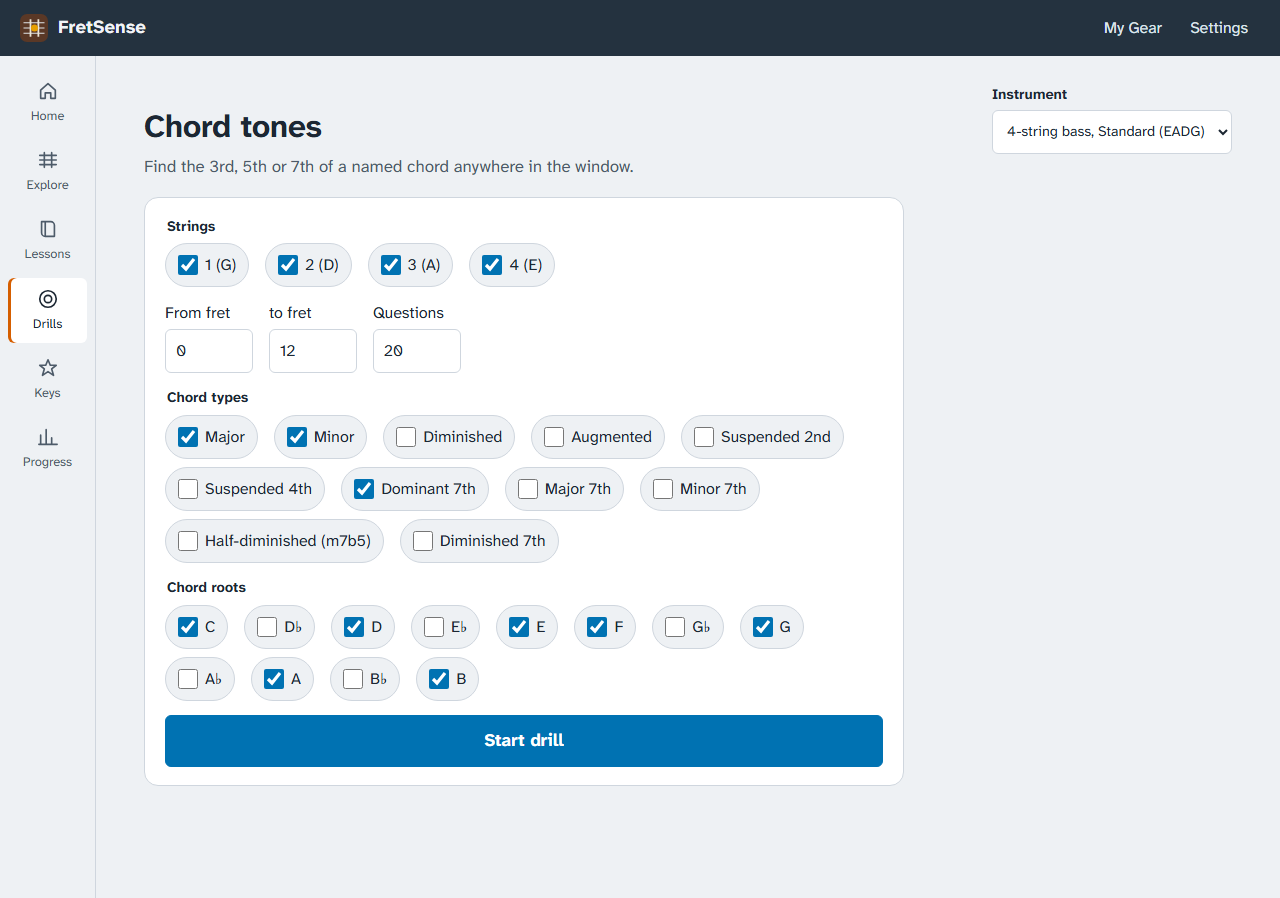 FretSense
My Gear
Settings
Home
Explore
Lessons
Drills
Keys
Progress
Instrument
4-string bass, Standard (EADG)
Chord tones
Find the 3rd, 5th or 7th of a named chord anywhere in the window.
Strings
1 (G) 2 (D) 3 (A) 4 (E)
From fret to fret Questions
0 12 20
Chord types
Major Minor Diminished Augmented Suspended 2nd
Suspended 4th Dominant 7th Major 7th Minor 7th
Half-diminished (m7b5) Diminished 7th
Chord roots
C D♭ D E♭ E F G♭ G
A♭ A B♭ B
Start drill